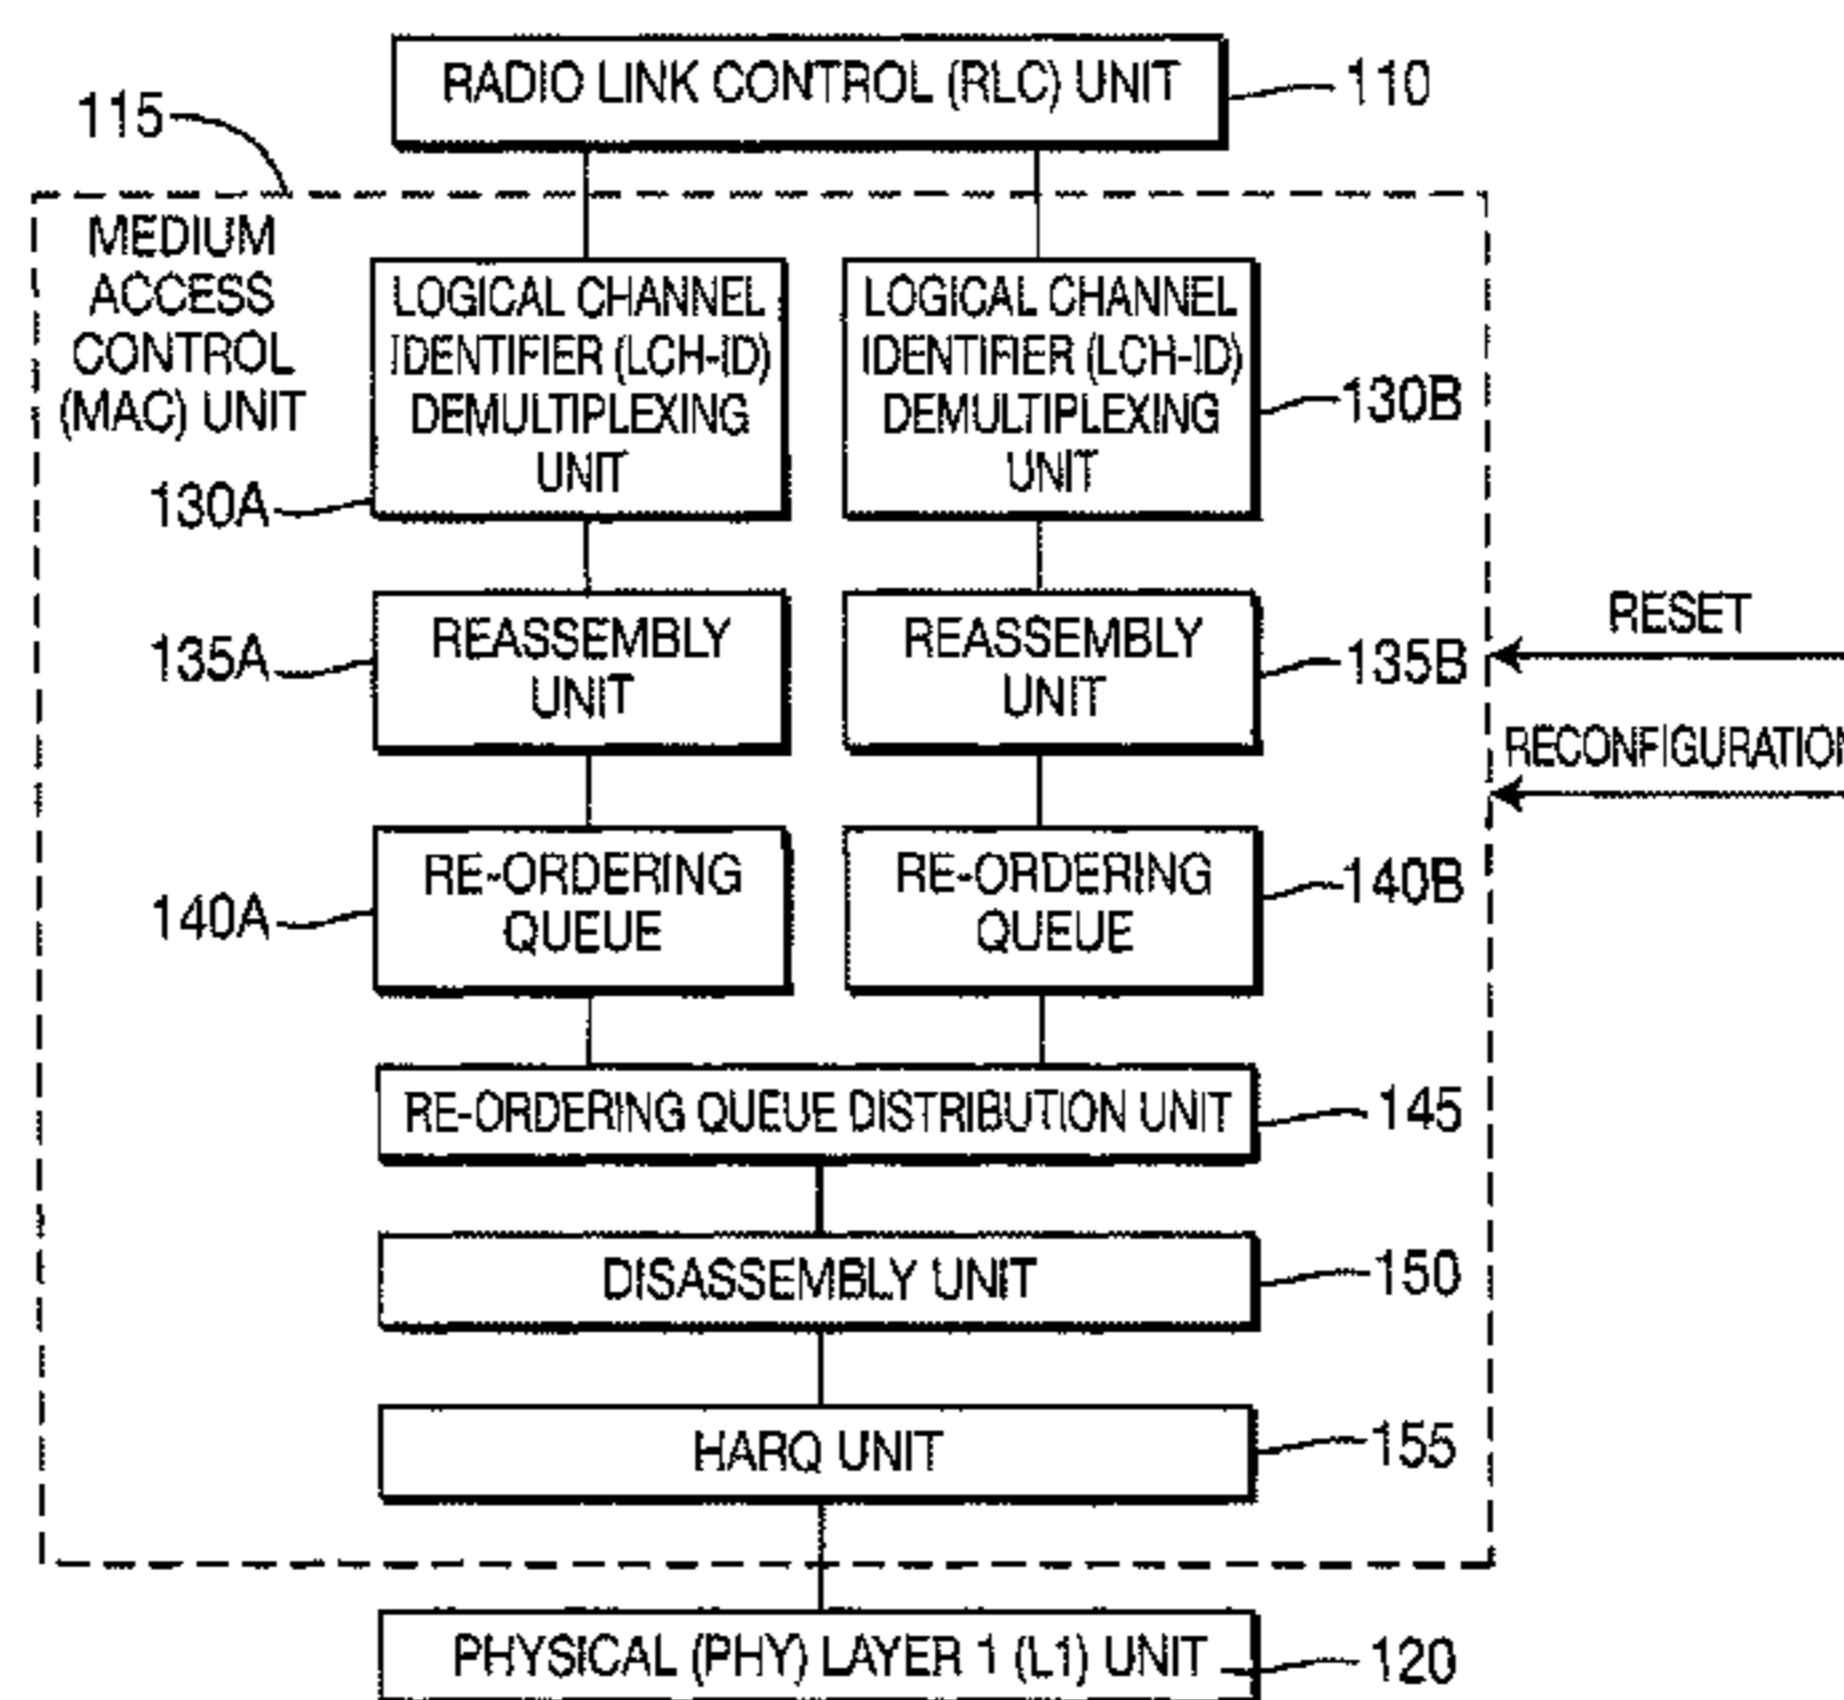 RADIO LINK CONTROL (RLC) UNIT
110
115
MEDIUM
ACCESS
CONTROL
(MAC) UNIT
LOGICAL CHANNEL
IDENTIFIER (LCH-ID)
DEMULTIPLEXING
UNIT
130A
LOGICAL CHANNEL
IDENTIFIER (LCH-ID)
DEMULTIPLEXING
UNIT
130B
135A
REASSEMBLY
UNIT
REASSEMBLY
UNIT
135B
RESET
RECONFIGURATION
140A
RE-ORDERING
QUEUE
RE-ORDERING
QUEUE
140B
RE-ORDERING QUEUE DISTRIBUTION UNIT
145
DISASSEMBLY UNIT
150
HARQ UNIT
155
PHYSICAL (PHY) LAYER 1 (L1) UNIT
120